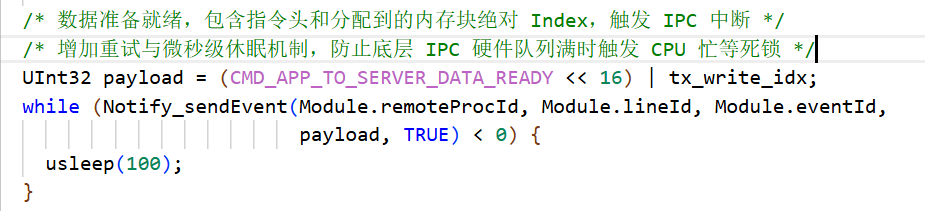 /* 数据准备就绪，包含指令头和分配到的内存块绝对 Index，触发 IPC 中断 */
/* 增加重试与微秒级休眠机制，防止底层 IPC 硬件队列满时触发 CPU 忙等死锁 */
UInt32 payload = (CMD_APP_TO_SERVER_DATA_READY << 16) | tx_write_idx;
while (Notify_sendEvent(Module.remoteProcId, Module.lineId, Module.eventId,
payload, TRUE) < 0) {
usleep(100);
}